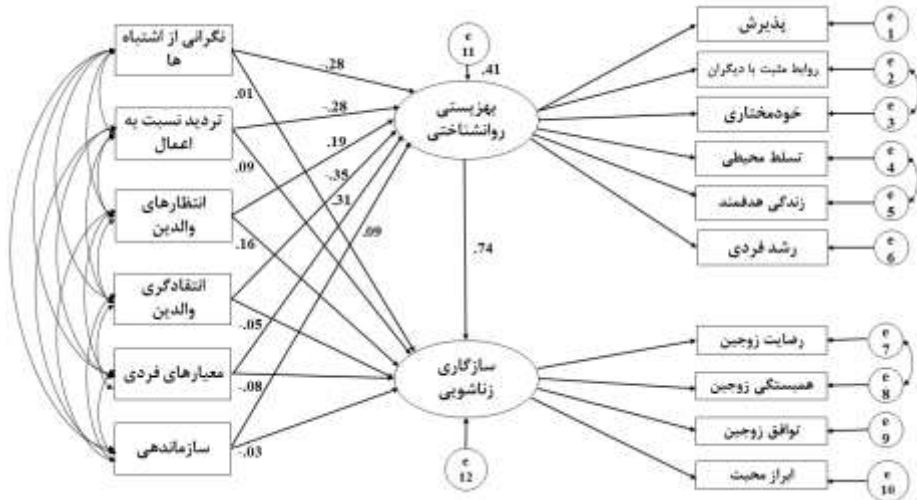 نگرانی از اشتباه
ها
تردید نسبت به
اعمال
انتظارهای
والدین
انتقادگری
والدین
معیارهای فردی
سازماندهی
-.28
.01
-.28
.09
.19
-.35
.31
.16
.09
-.05
-.08
-.03
e
11
.41
بهزیستی
روانشناختی
.74
سازگاری
زناشویی
e
12
پذیرش
روابط مثبت با دیگران
خودمختاری
تسلط محیطی
زندگی هدفمند
رشد فردی
رضایت زوجین
همبستگی زوجین
توافق زوجین
ابراز محبت
e
1
e
2
e
3
e
4
e
5
e
6
e
7
e
8
e
9
e
10